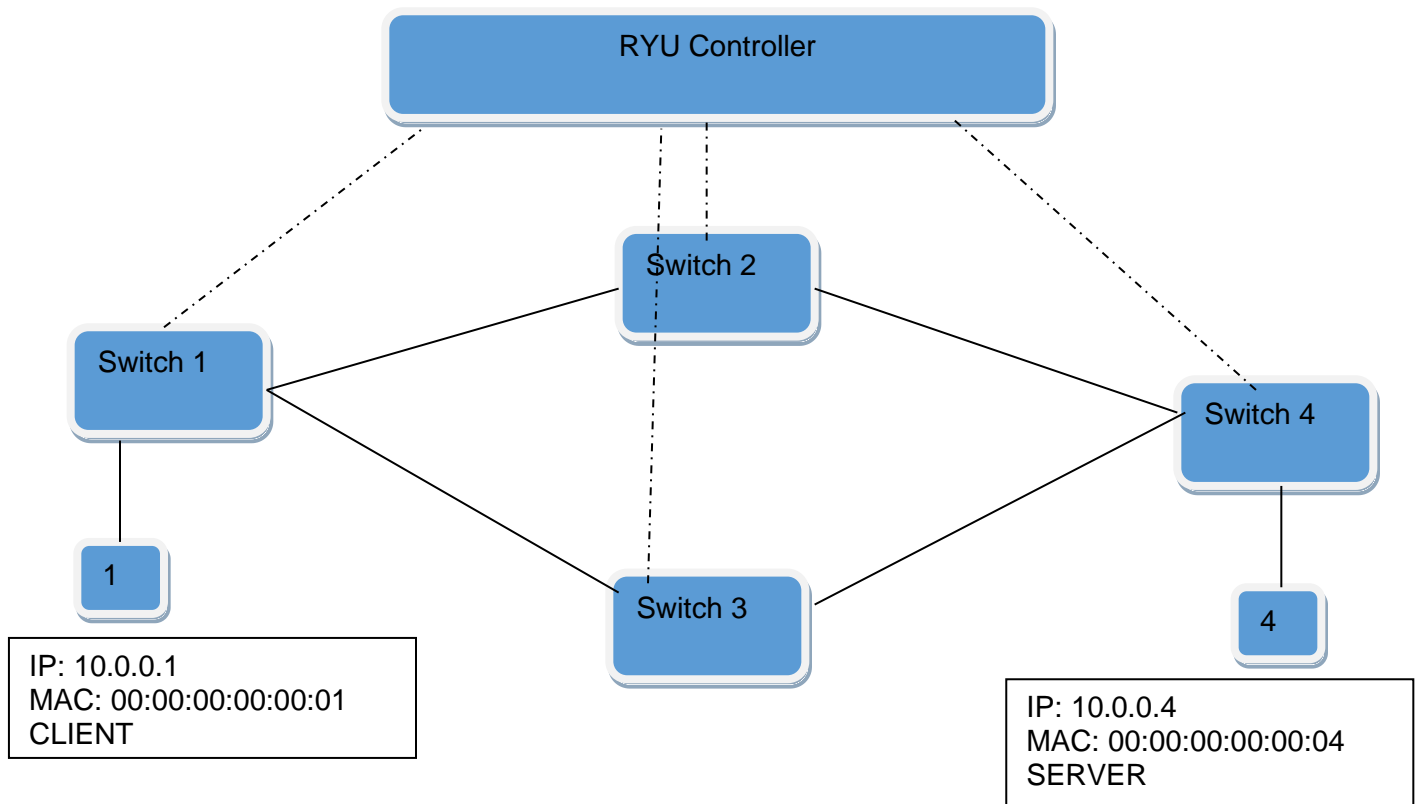 RYU Controller
Switch 2
Switch 1
Switch 4
1
Switch 3
4
IP: 10.0.0.1
MAC: 00:00:00:00:00:01
CLIENT
IP: 10.0.0.4
MAC: 00:00:00:00:00:04
SERVER